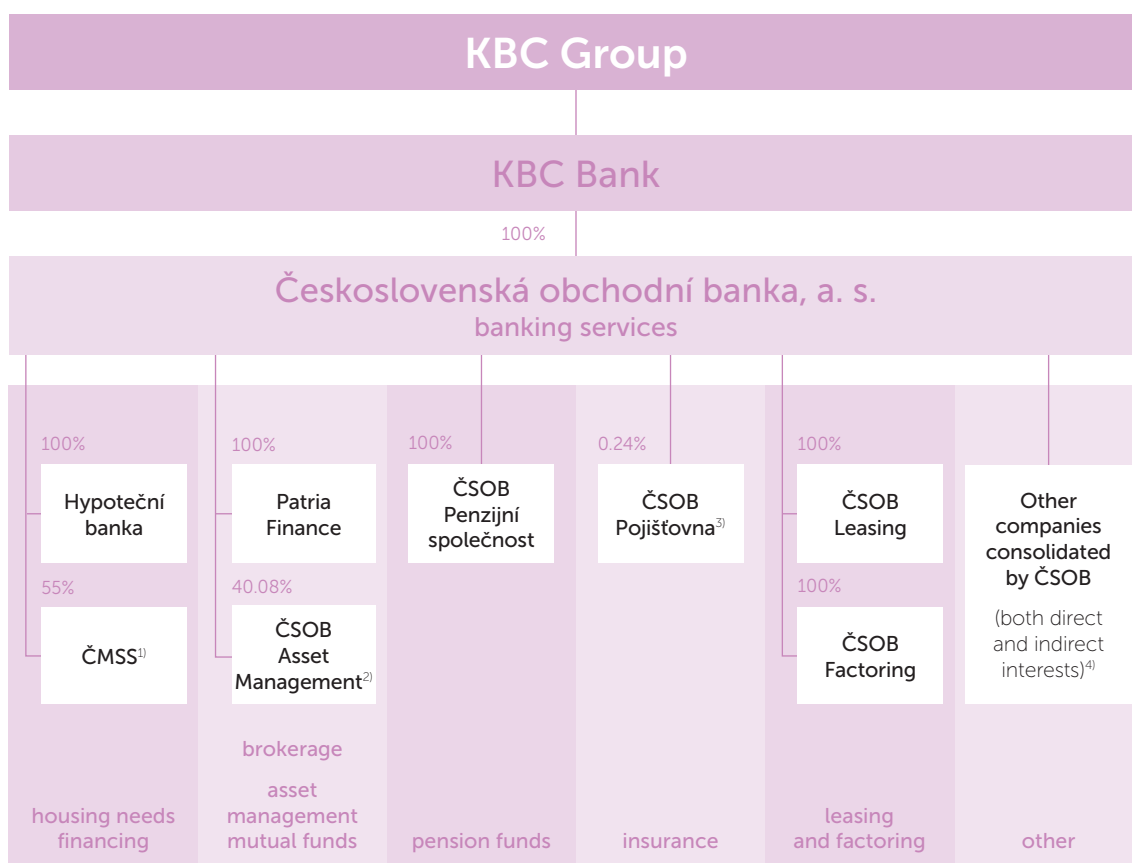 KBC Group
KBC Bank
100%
Československá obchodní banka, a. s.
banking services
100%
Hypoteční
banka
55%
ČMSS1)
housing needs
financing
100%
Patria
Finance
40.08%
ČSOB
Asset
Management2)
brokerage
asset
management
mutual funds
100%
ČSOB
Penzijní
společnost
pension funds
0.24%
ČSOB
Pojišťovna3)
insurance
100%
ČSOB
Leasing
100%
ČSOB
Factoring
leasing
and factoring
Other
companies
consolidated
by ČSOB
(both direct
and indirect
interests)4)
other